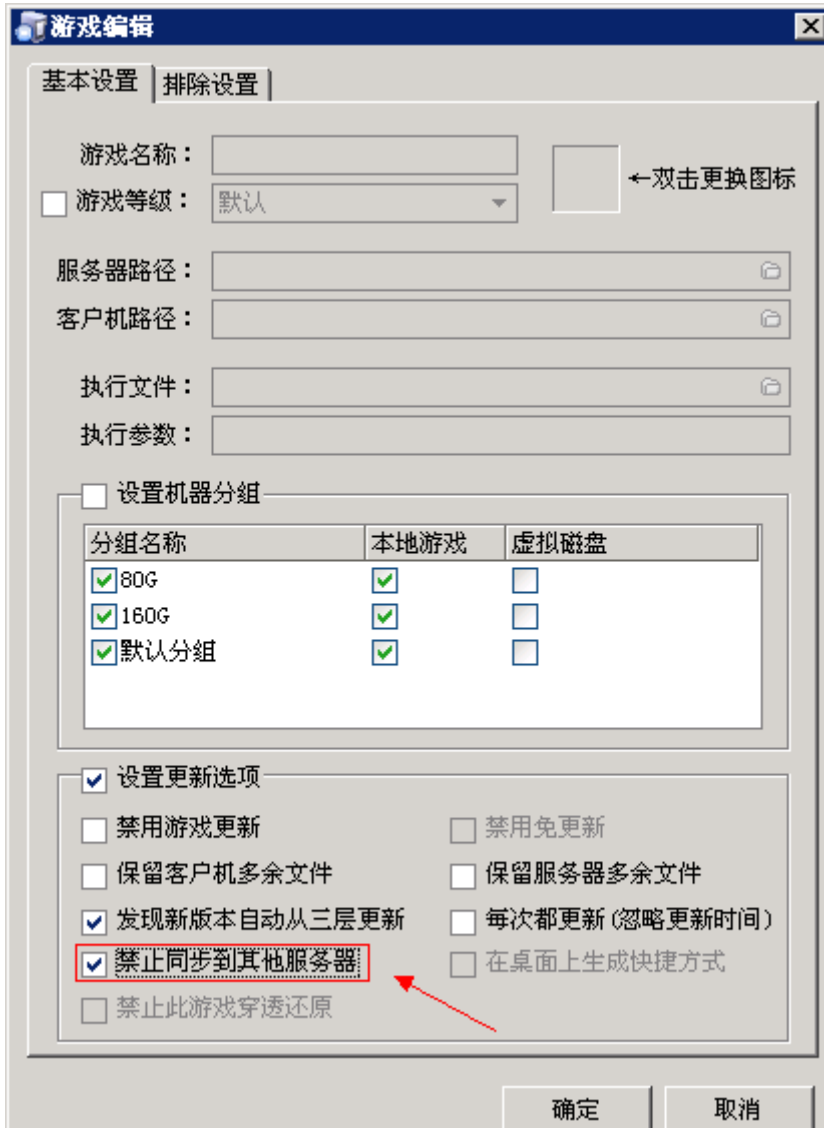 游戏编辑
基本设置 排除设置
游戏名称：
←双击更换图标
游戏等级： 默认
服务器路径：
客户机路径：
执行文件：
执行参数：
设置机器分组
分组名称 本地游戏 虚拟磁盘
80G
160G
默认分组
设置更新选项
禁用游戏更新 禁用免更新
保留客户机多余文件 保留服务器多余文件
发现新版本自动从三层更新 每次都更新(忽略更新时间)
禁止同步到其他服务器 在桌面上生成快捷方式
禁止此游戏穿透还原
确定 取消